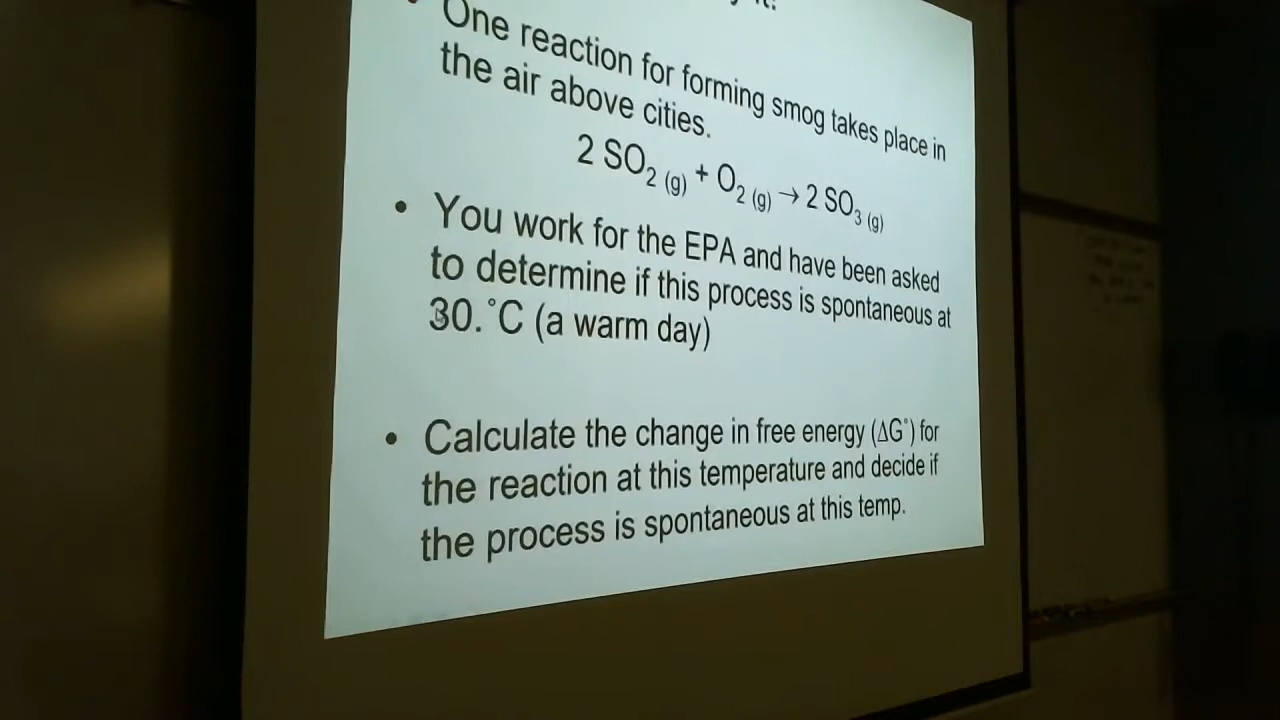 • One reaction for forming smog takes place in
the air above cities.
2 SO₂ (g) + O₂ (g) → 2 SO₃ (g)
• You work for the EPA and have been asked
to determine if this process is spontaneous at
30.˚C (a warm day)
• Calculate the change in free energy (ΔG˚) for
the reaction at this temperature and decide if
the process is spontaneous at this temp.